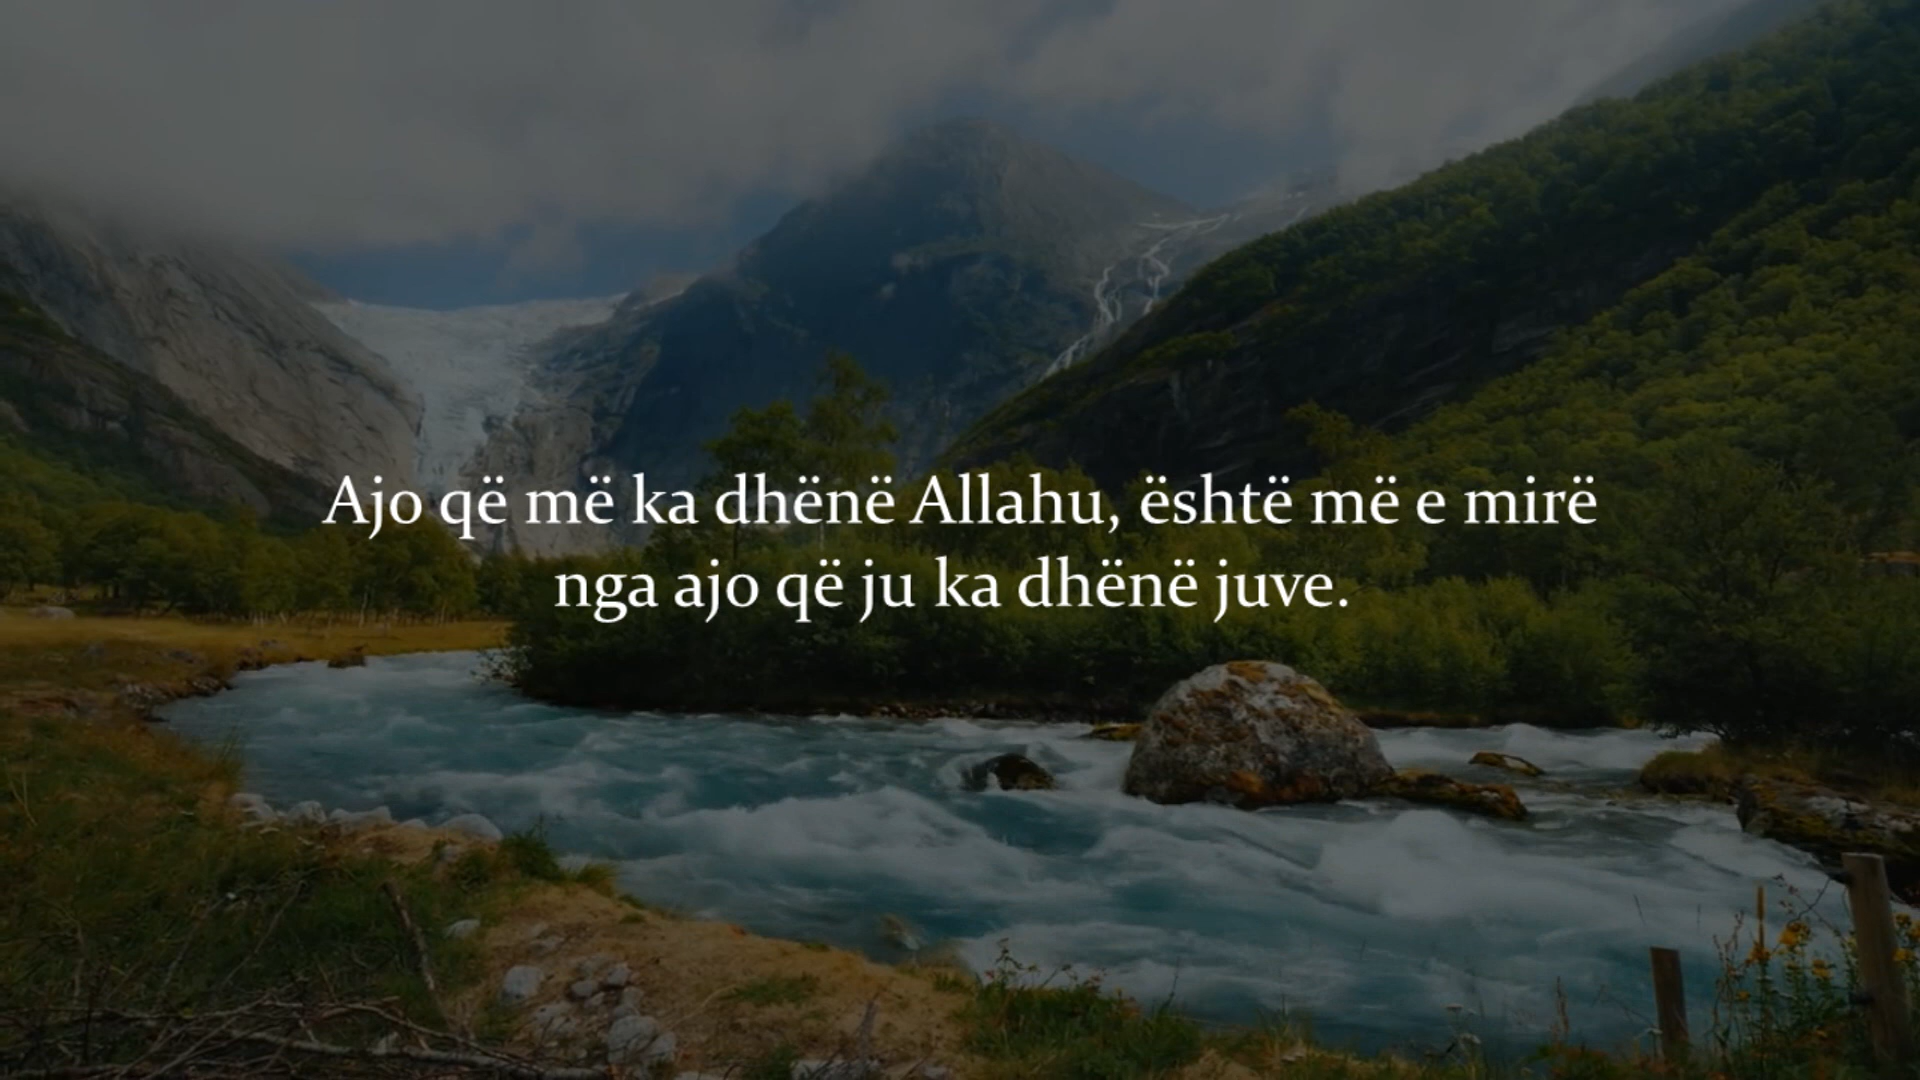 Ajo që më ka dhënë Allahu, është më e mirë
nga ajo që ju ka dhënë juve.